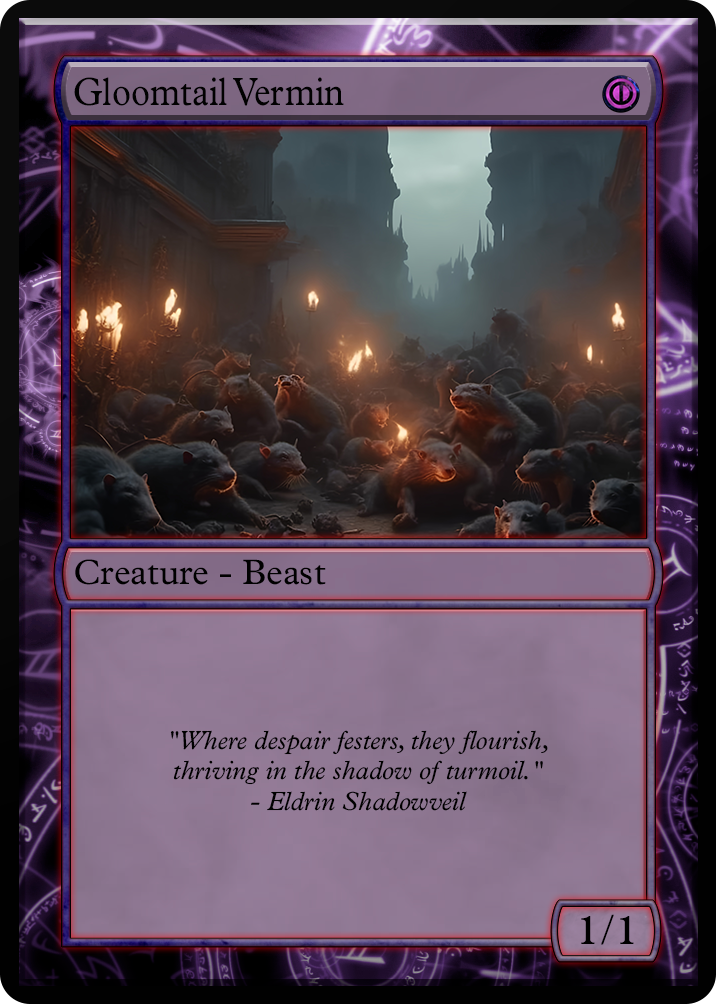 Gloomtail Vermin
Creature - Beast
"Where despair festers, they flourish,
thriving in the shadow of turmoil."
- Eldrin Shadowveil
1/1